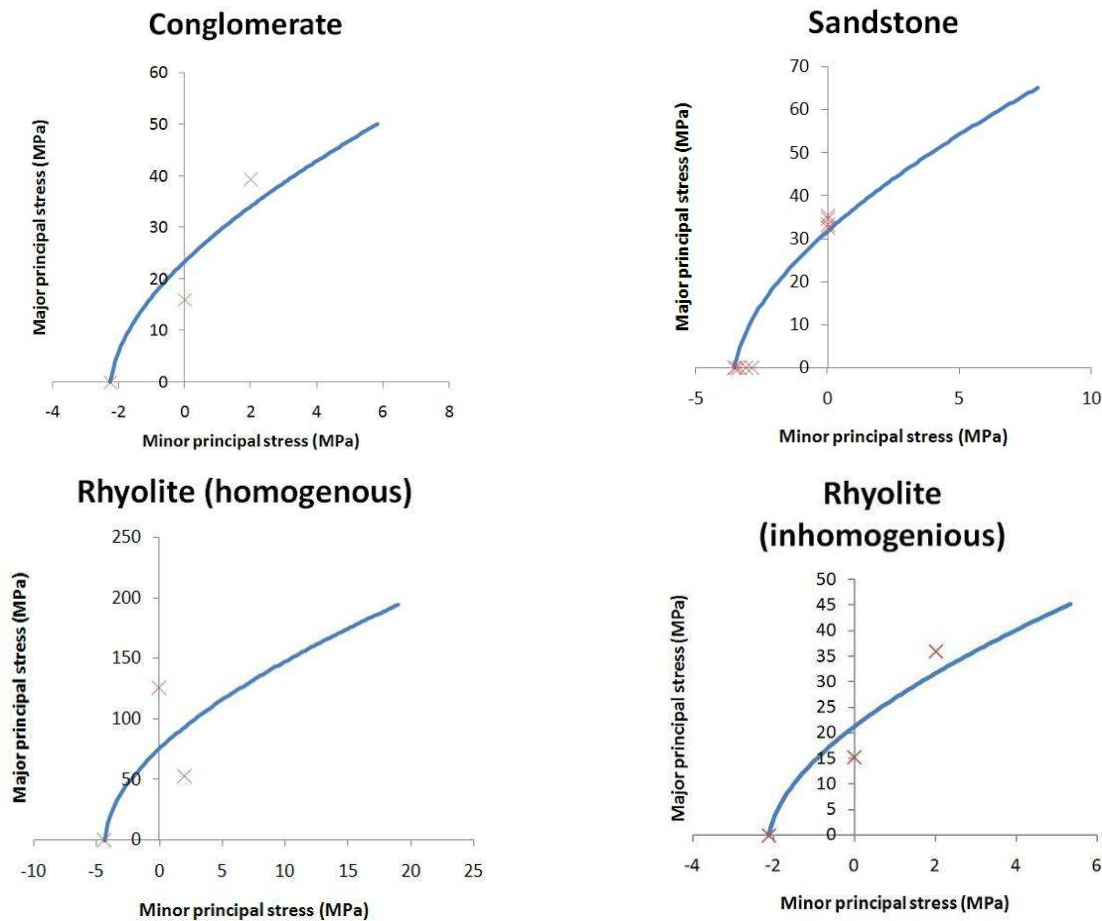 Conglomerate
Major principal stress (MPa)
60
50
40
30
20
10
0
-4 -2 0 2 4 6 8
Minor principal stress (MPa)
Sandstone
Major principal stress (MPa)
70
60
50
40
30
20
10
0
-5 0 5 10
Minor principal stress (MPa)
Rhyolite (homogenous)
Major principal stress (MPa)
250
200
150
100
50
0
-10 -5 0 5 10 15 20 25
Minor principal stress (MPa)
Rhyolite
(inhomogenious)
Major principal stress (MPa)
50
45
40
35
30
25
20
15
10
5
0
-4 -2 0 2 4 6
Minor principal stress (MPa)